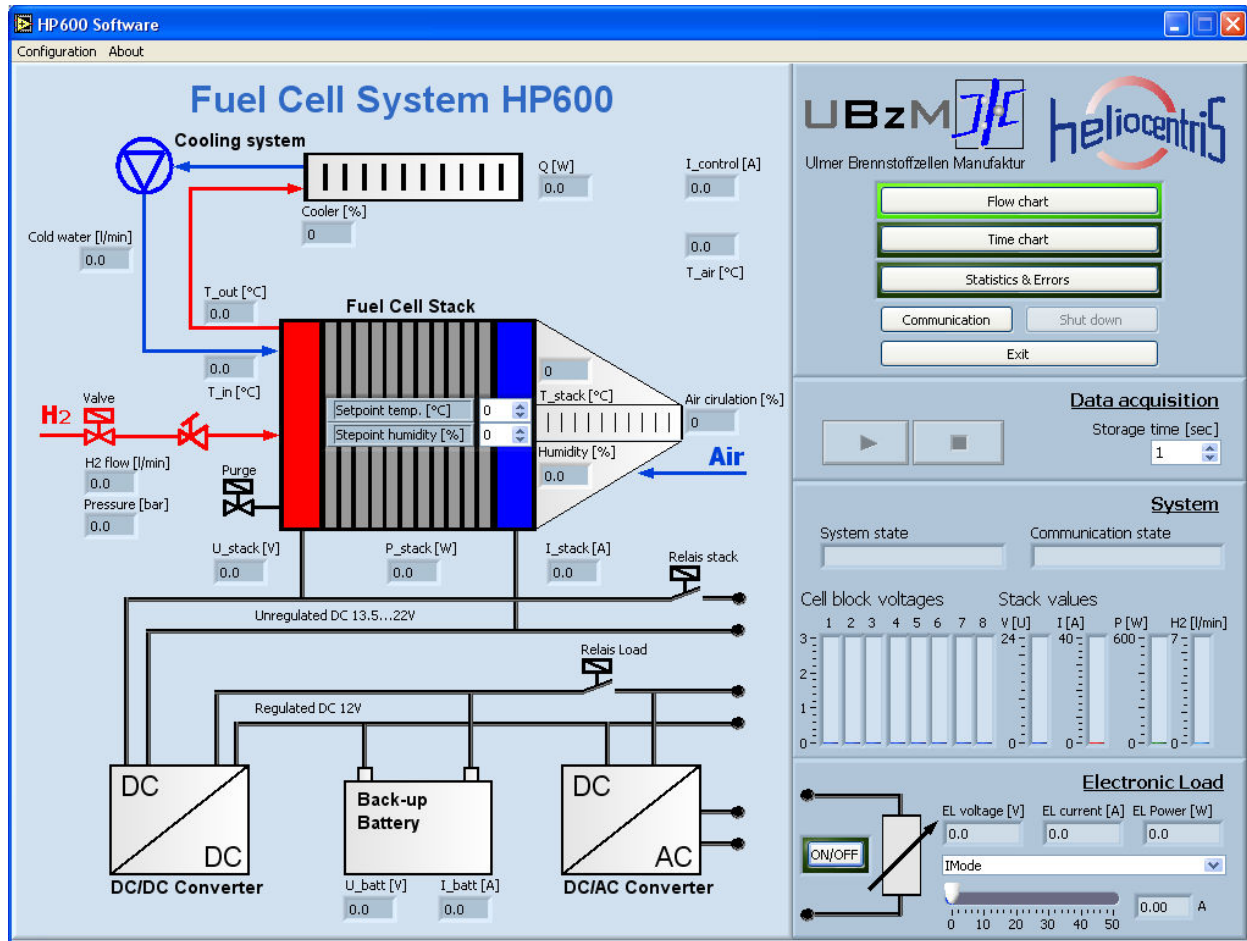 HP600 Software
Configuration About
Fuel Cell System HP600
Cooling system
Q [W]
0.0
I_control [A]
0.0
Cooler [%]
0
Cold water [l/min]
0.0
0.0
T_air [°C]
T_out [°C]
0.0
Fuel Cell Stack
0.0
T_in [°C]
0
T_stack [°C]
Air cirulation [%]
0
Setpoint temp. [°C] 0
Stepoint humidity [%] 0
Humidity [%]
0.0
Air
Valve
H2
H2 flow [l/min]
0.0
Pressure [bar]
0.0
Purge
U_stack [V]
0.0
P_stack [W]
0.0
I_stack [A]
0.0
Relais stack
Unregulated DC 13.5...22V
Relais Load
Regulated DC 12V
DC
DC
DC/DC Converter
Back-up
Battery
U_batt [V] I_batt [A]
0.0 0.0
DC
AC
DC/AC Converter
UBzM
Ulmer Brennstoffzellen Manufaktur
heliocentriS
Flow chart
Time chart
Statistics & Errors
Communication Shut down
Exit
Data acquisition
Storage time [sec]
1
System
System state Communication state
Cell block voltages Stack values
1 2 3 4 5 6 7 8 V [U] I [A] P [W] H2 [l/min]
3 24 40 600 7
2
1
0 0 0 0 0
Electronic Load
EL voltage [V] EL current [A] EL Power [W]
0.0 0.0 0.0
ON/OFF
IMode
0.00 A
0 10 20 30 40 50